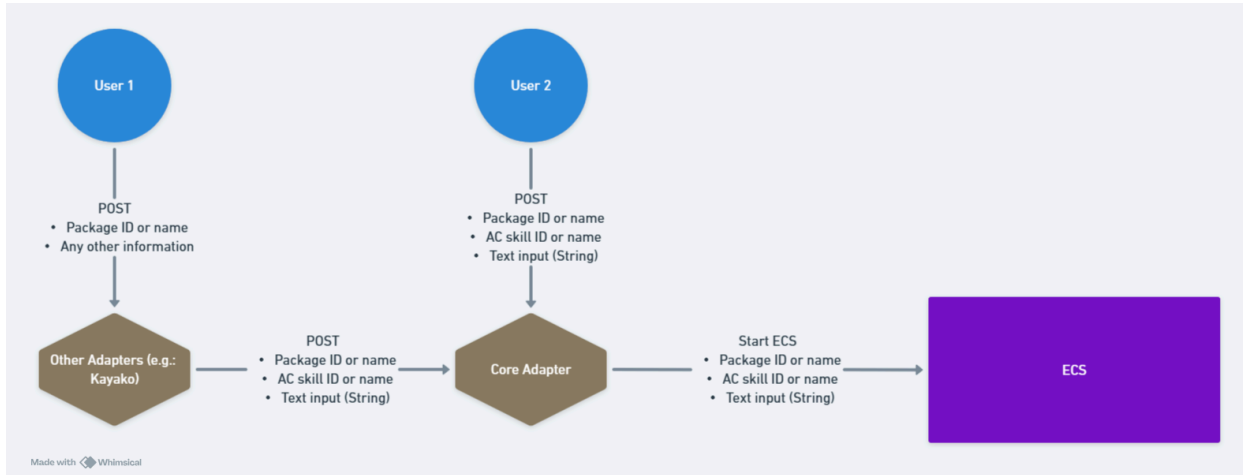 User 1
User 2
POST
• Package ID or name
• Any other information
POST
• Package ID or name
• AC skill ID or name
• Text input (String)
Other Adapters (e.g.:
Kayako)
POST
• Package ID or name
• AC skill ID or name
• Text input (String)
Core Adapter
Start ECS
• Package ID or name
• AC skill ID or name
• Text input (String)
ECS
Made with Whimsical